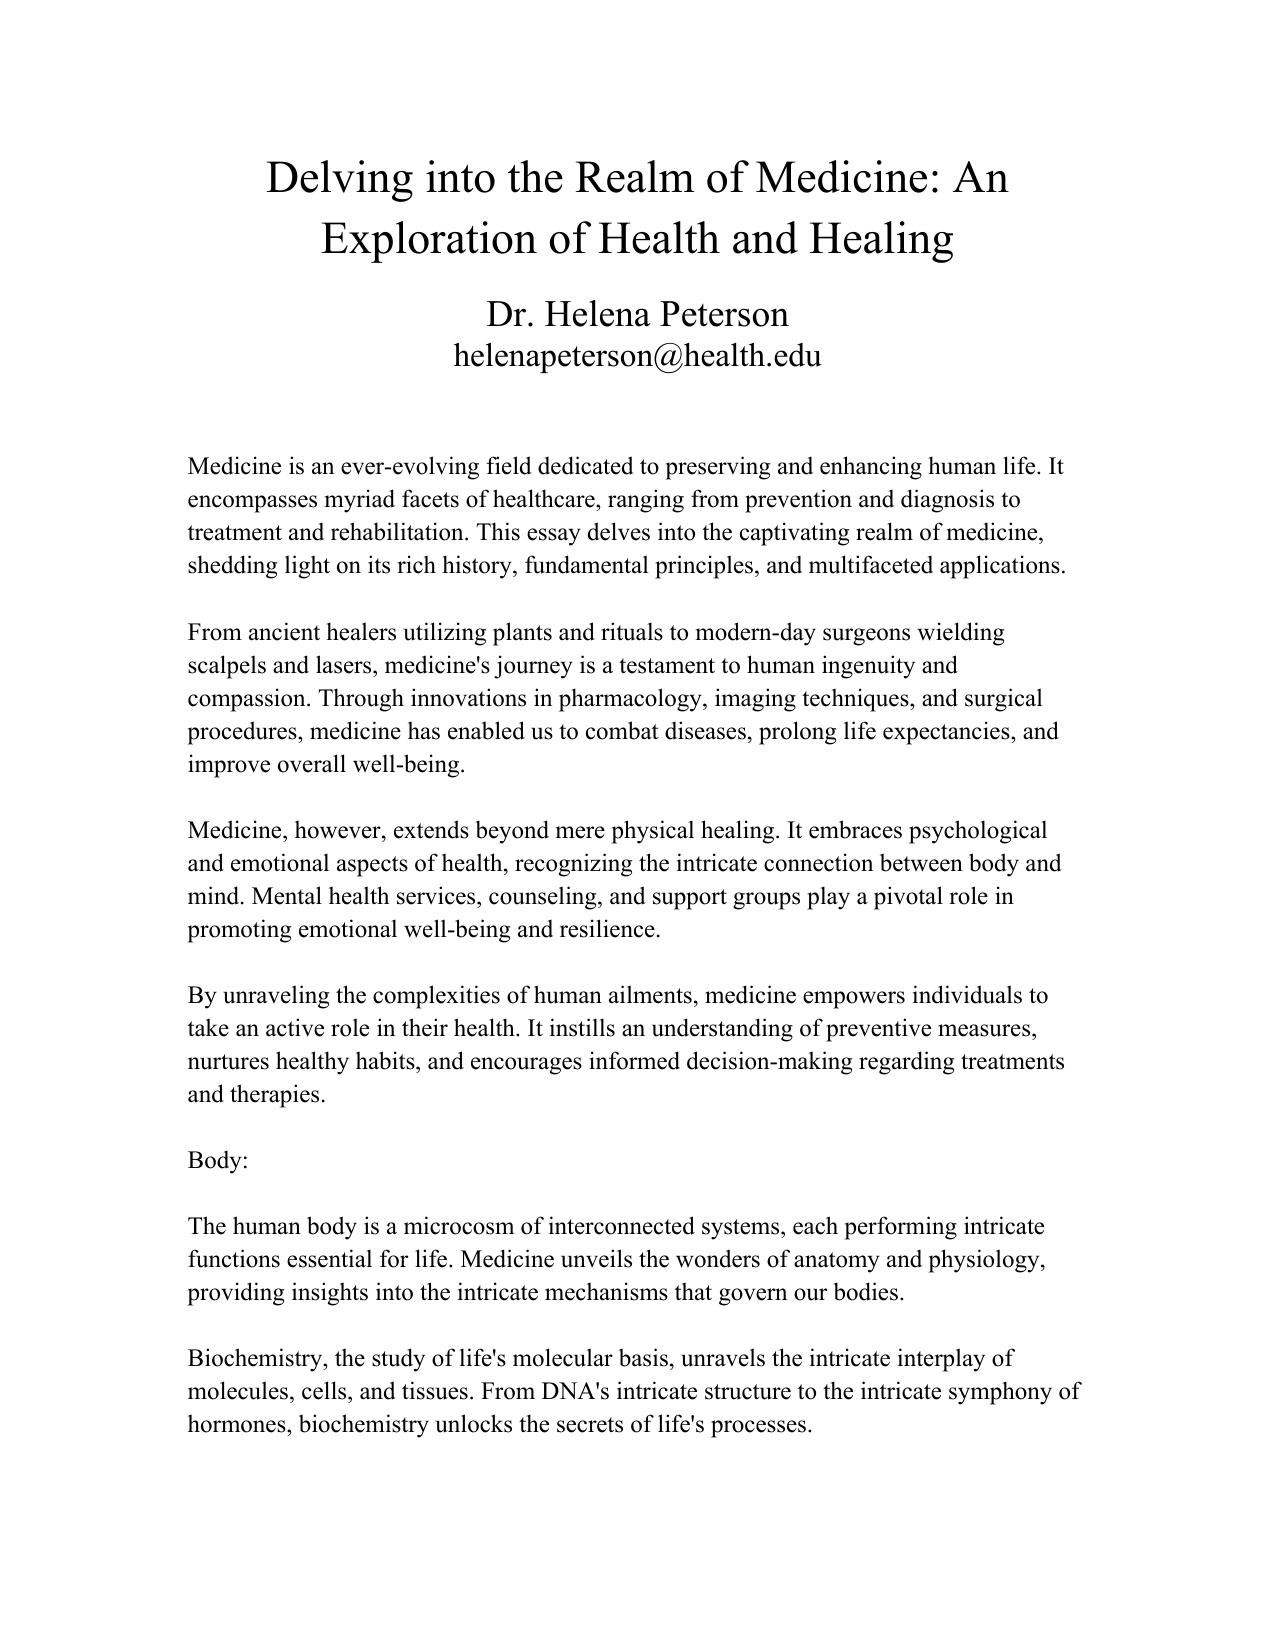 Delving into the Realm of Medicine: An
Exploration of Health and Healing
Dr. Helena Peterson
helenapeterson@health.edu
Medicine is an ever-evolving field dedicated to preserving and enhancing human life. It
encompasses myriad facets of healthcare, ranging from prevention and diagnosis to
treatment and rehabilitation. This essay delves into the captivating realm of medicine,
shedding light on its rich history, fundamental principles, and multifaceted applications.
From ancient healers utilizing plants and rituals to modern-day surgeons wielding
scalpels and lasers, medicine's journey is a testament to human ingenuity and
compassion. Through innovations in pharmacology, imaging techniques, and surgical
procedures, medicine has enabled us to combat diseases, prolong life expectancies, and
improve overall well-being.
Medicine, however, extends beyond mere physical healing. It embraces psychological
and emotional aspects of health, recognizing the intricate connection between body and
mind. Mental health services, counseling, and support groups play a pivotal role in
promoting emotional well-being and resilience.
By unraveling the complexities of human ailments, medicine empowers individuals to
take an active role in their health. It instills an understanding of preventive measures,
nurtures healthy habits, and encourages informed decision-making regarding treatments
and therapies.
Body:
The human body is a microcosm of interconnected systems, each performing intricate
functions essential for life. Medicine unveils the wonders of anatomy and physiology,
providing insights into the intricate mechanisms that govern our bodies.
Biochemistry, the study of life's molecular basis, unravels the intricate interplay of
molecules, cells, and tissues. From DNA's intricate structure to the intricate symphony of
hormones, biochemistry unlocks the secrets of life's processes.